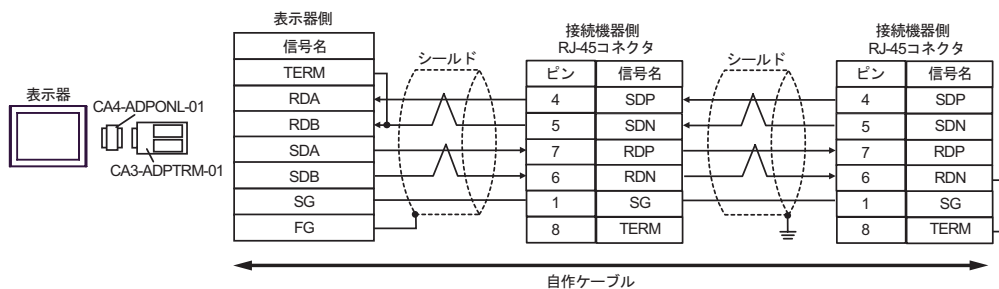 表示器
CA4-ADPONL-01
CA3-ADPTRM-01
表示器側
信号名
TERM
RDA
RDB
SDA
SDB
SG
FG
シールド
接続機器側
RJ-45コネクタ
ピン 信号名
4 SDP
5 SDN
7 RDP
6 RDN
1 SG
8 TERM
シールド
接続機器側
RJ-45コネクタ
ピン 信号名
4 SDP
5 SDN
7 RDP
6 RDN
1 SG
8 TERM
自作ケーブル